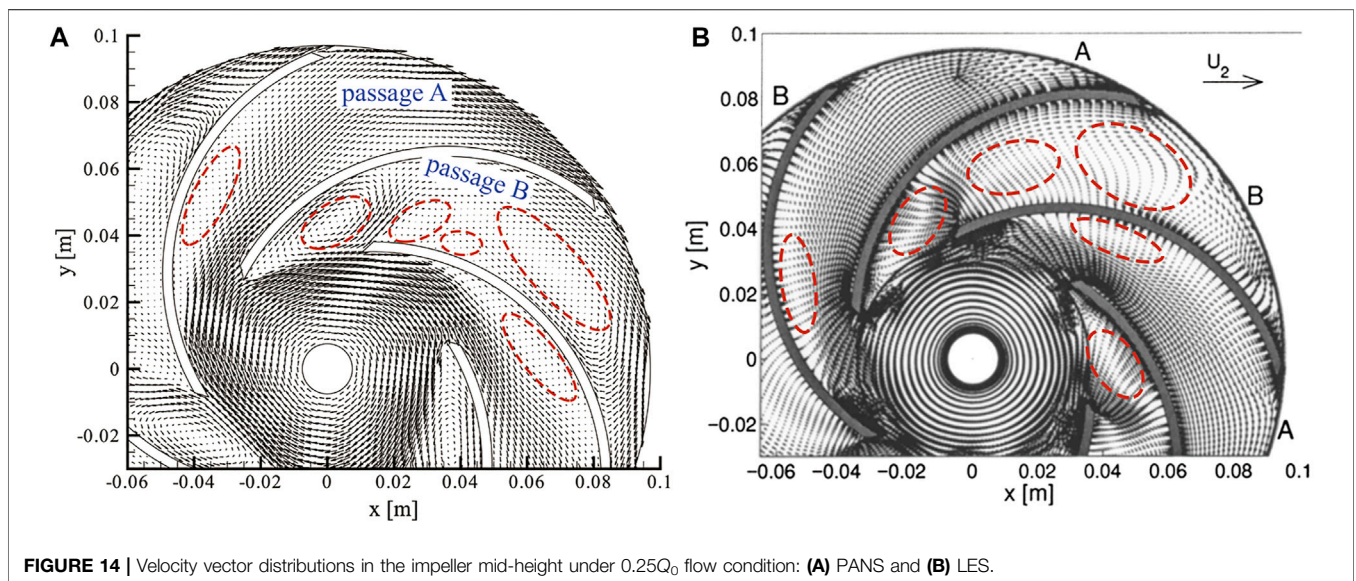 A
0.1
0.08
0.06
0.04
0.02
0
-0.02
y [m]
-0.06 -0.04 -0.02 0 0.02 0.04 0.06 0.08 0.1
x [m]
passage A
passage B
B
0.1
0.08
0.06
0.04
0.02
0
−0.02
y [m]
−0.06 −0.04 −0.02 0 0.02 0.04 0.06 0.08 0.1
x [m]
A
U2
B
B
A
FIGURE 14 | Velocity vector distributions in the impeller mid-height under 0.25Q0 flow condition: (A) PANS and (B) LES.